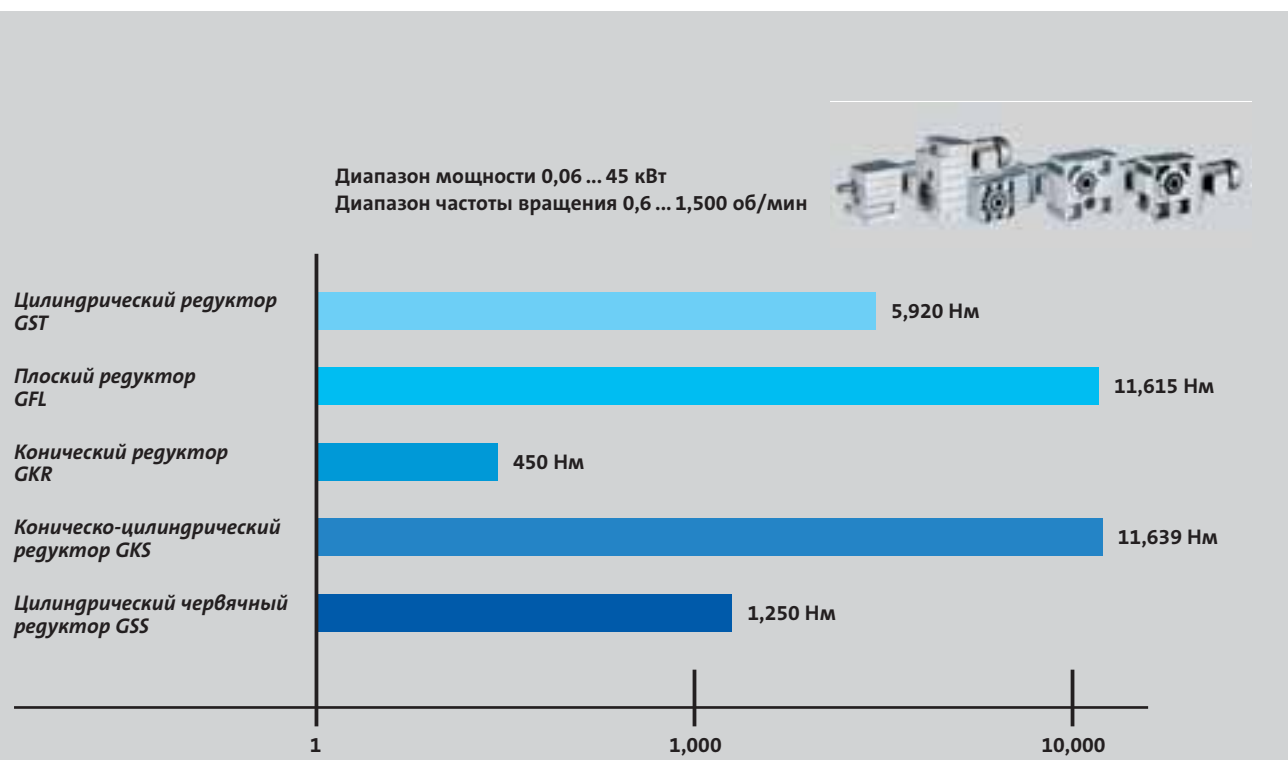 Диапазон мощности 0,06 ... 45 кВт
Диапазон частоты вращения 0,6 ... 1,500 об/мин
Цилиндрический редуктор
GST
5,920 Нм
Плоский редуктор
GFL
11,615 Нм
Конический редуктор
GKR
450 Нм
Коническо-цилиндрический
редуктор GKS
11,639 Нм
Цилиндрический червячный
редуктор GSS
1,250 Нм
1
1,000
10,000